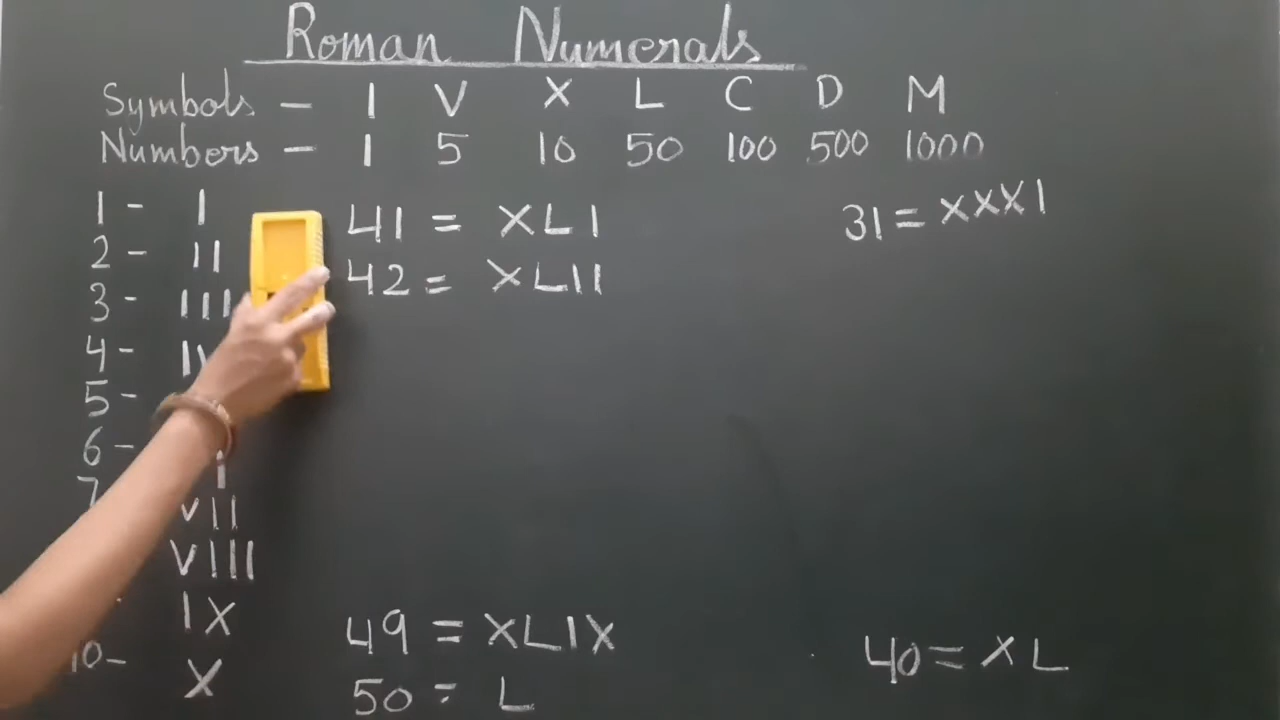 Roman Numerals
Symbols - I V X L C D M
Numbers - 1 5 10 50 100 500 1000
1 - I
2 - II
3 - III
4 -
5 -
6 -
7
VII
VIII
IX
10 - X
41 = XLI
42 = XLII
49 = XLIX
50 = L
31 = XXXI
40 = XL